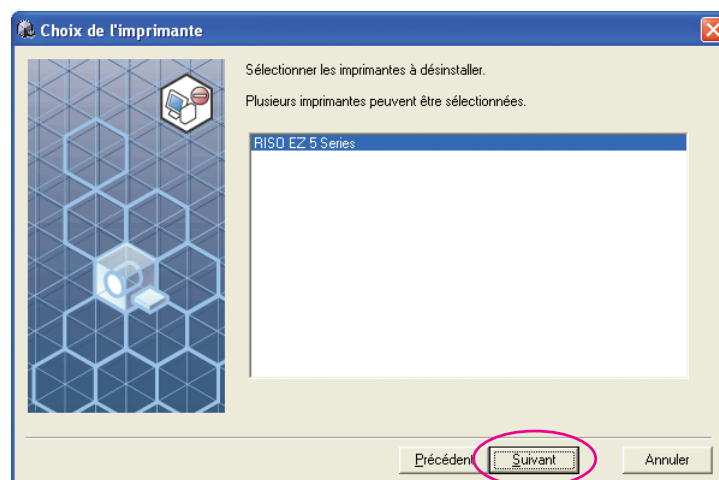 Choix de l'imprimante
Sélectionner les imprimantes à désinstaller.
Plusieurs imprimantes peuvent être sélectionnées.
RISO EZ 5 Series
Précédent
Suivant
Annuler